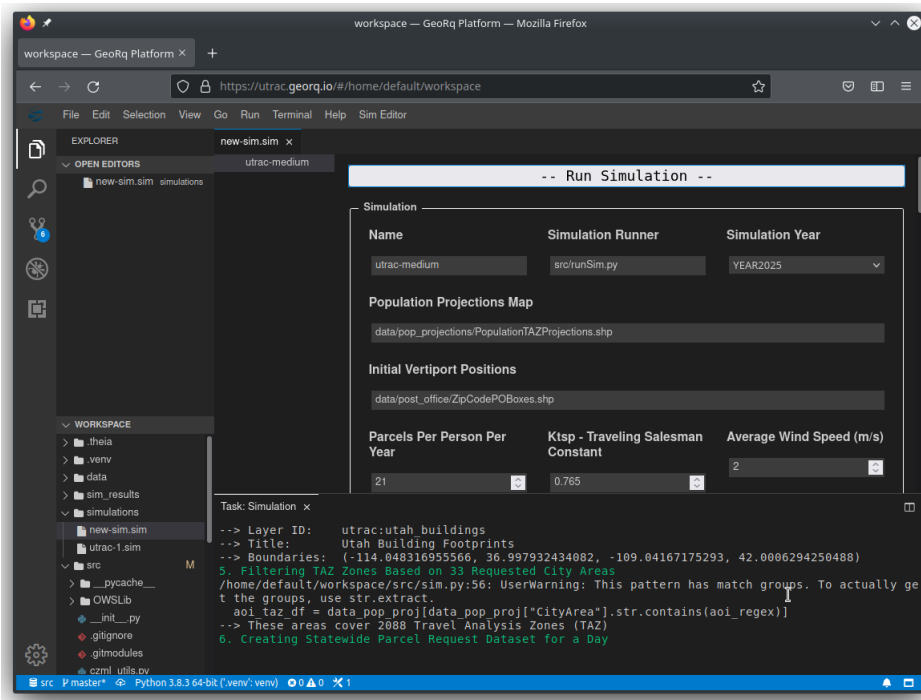 workspace — GeoRq Platform — Mozilla Firefox
workspace — GeoRq Platform
https://utrac.georq.io/#/home/default/workspace
File Edit Selection View Go Run Terminal Help Sim Editor
EXPLORER
new-sim.sim
OPEN EDITORS
new-sim.sim simulations
utrac-medium
-- Run Simulation --
Simulation
Name Simulation Runner Simulation Year
utrac-medium src/runSim.py YEAR2025
Population Projections Map
data/pop_projections/PopulationTAZProjections.shp
Initial Vertiport Positions
data/post_office/ZipCodePOBoxes.shp
Parcels Per Person Per Year
Ktsp - Traveling Salesman Constant
Average Wind Speed (m/s)
21 0.765 2
6
WORKSPACE
.theia
.venv
data
sim_results
simulations
new-sim.sim
utrac-1.sim
src M
__pycache__
OWSLib
__init__.py
.gitignore
.gitmodules
czml_utils.py
Task: Simulation
--> Layer ID: utrac:utah_buildings
--> Title: Utah Building Footprints
--> Boundaries: (-114.048316955566, 36.997932434082, -109.04167175293, 42.0006294250488)
5. Filtering TAZ Zones Based on 33 Requested City Areas
/home/default/workspace/src/sim.py:56: UserWarning: This pattern has match groups. To actually ge
t the groups, use str.extract.
aoi_taz_df = data_pop_proj[data_pop_proj["CityArea"].str.contains(aoi_regex)]
--> These areas cover 2088 Travel Analysis Zones (TAZ)
6. Creating Statewide Parcel Request Dataset for a Day
src master* Python 3.8.3 64-bit ('.venv': venv) 0 0 1